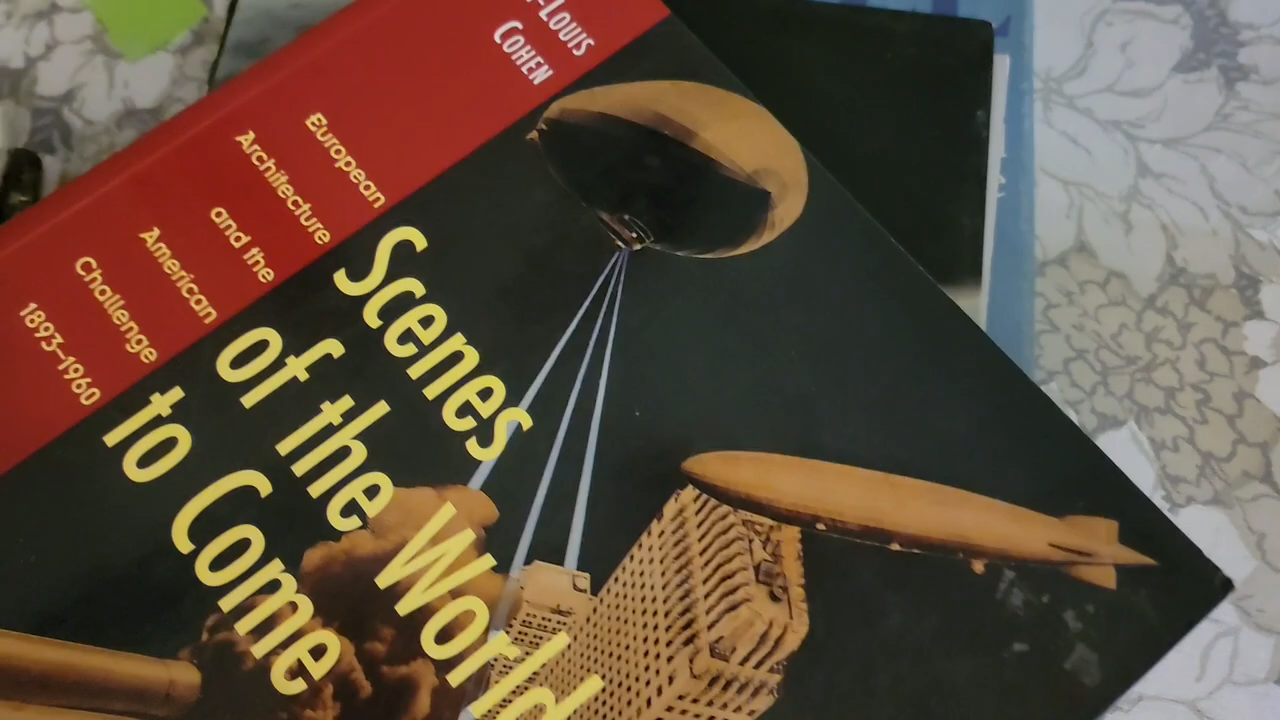 -Louis
Cohen
European
Architecture
and the
American
Challenge
1893–1960
Scenes
of the World
to Come